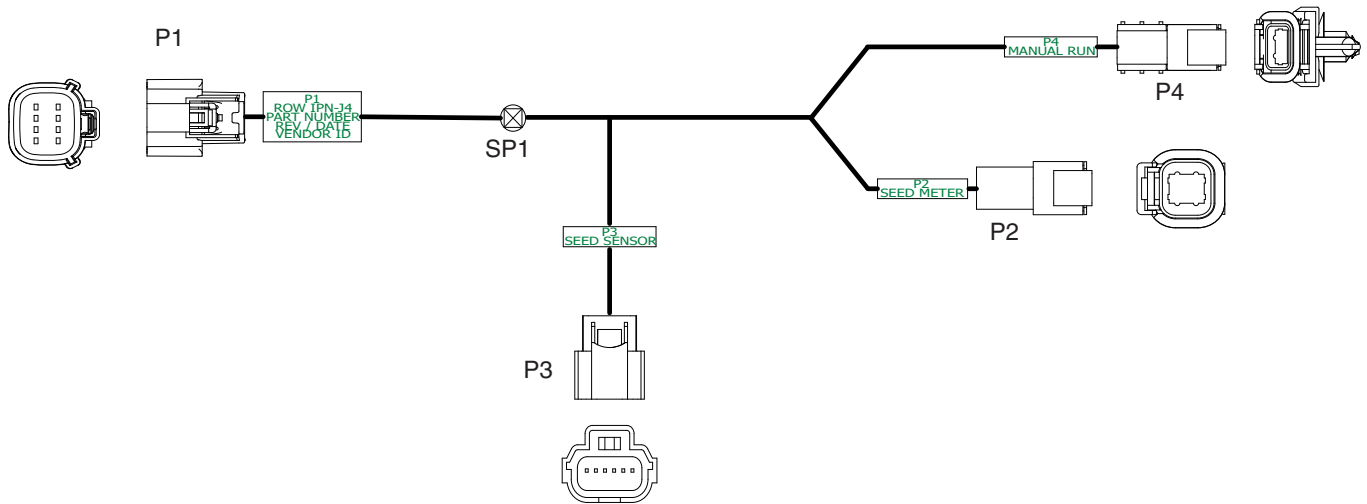 P1
P1
ROW IPN-J4
PART NUMBER
REV / DATE
VENDOR ID
SP1
P4
MANUAL RUN
P4
P2
SEED METER
P2
P3
SEED SENSOR
P3